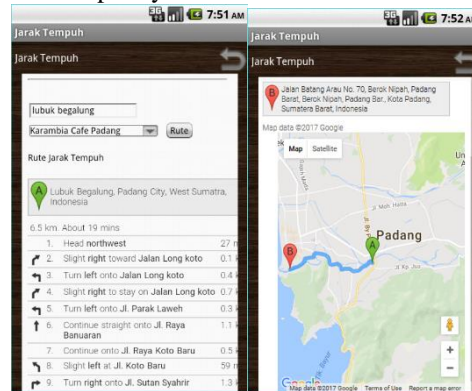 7:51 AM
Jarak Tempuh
Jarak Tempuh
lubuk begalung
Karambia Cafe Padang
Rute
Rute Jarak Tempuh
A
Lubuk Begalung, Padang City, West Sumatra,
Indonesia
6.5 km. About 19 mins
1. Head northwest 27 m
2. Slight right toward Jalan Long koto 0.1
3. Turn left onto Jalan Long koto 0.4
4. Slight right to stay on Jalan Long koto 0.7
5. Turn left onto Jl. Parak Laweh 0.3
6. Continue straight onto Jl. Raya 1.1
Banuaran
7. Continue onto Jl. Raya Koto Baru 0.5
8. Slight left at Jl. Koto Baru 59 m
9. Turn right onto Jl. Sutan Syahrir 1.3
7:52 AM
Jarak Tempuh
Jarak Tempuh
B
Jalan Batang Arau No. 70, Berok Nipah, Padang
Barat, Berok Nipah, Padang Bar., Kota Padang,
Sumatera Barat, Indonesia
Map data ©2017 Google
Map Satellite
Padang
B
A
+
−
Google
Map data ©2017 Google Terms of Use Report a map error